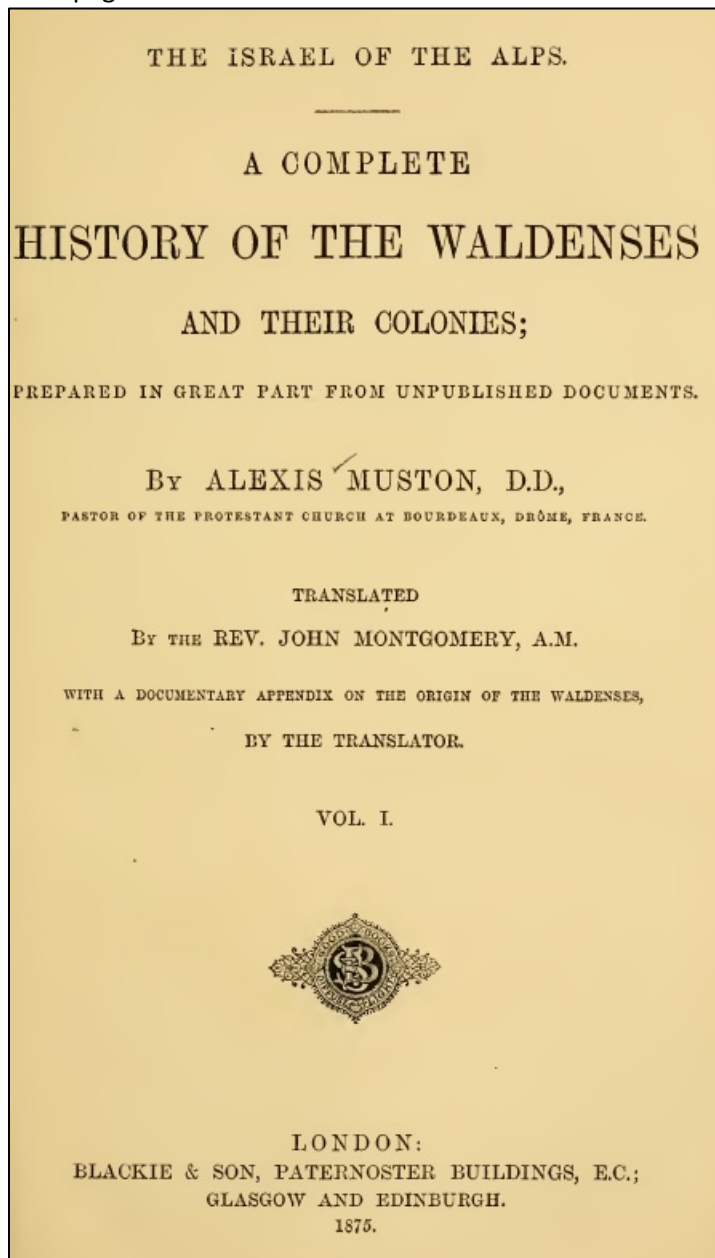 THE ISRAEL OF THE ALPS.
A COMPLETE
HISTORY OF THE WALDENSES
AND THEIR COLONIES;
PREPARED IN GREAT PART FROM UNPUBLISHED DOCUMENTS.
BY ALEXIS MUSTON, D.D.,
PASTOR OF THE PROTESTANT CHURCH AT BOURDEAUX, DRÔME, FRANCE.
TRANSLATED
BY THE REV. JOHN MONTGOMERY, A.M.
WITH A DOCUMENTARY APPENDIX ON THE ORIGIN OF THE WALDENSES,
BY THE TRANSLATOR.
VOL. I.
LONDON:
BLACKIE & SON, PATERNOSTER BUILDINGS, E.C.;
GLASGOW AND EDINBURGH.
1875.